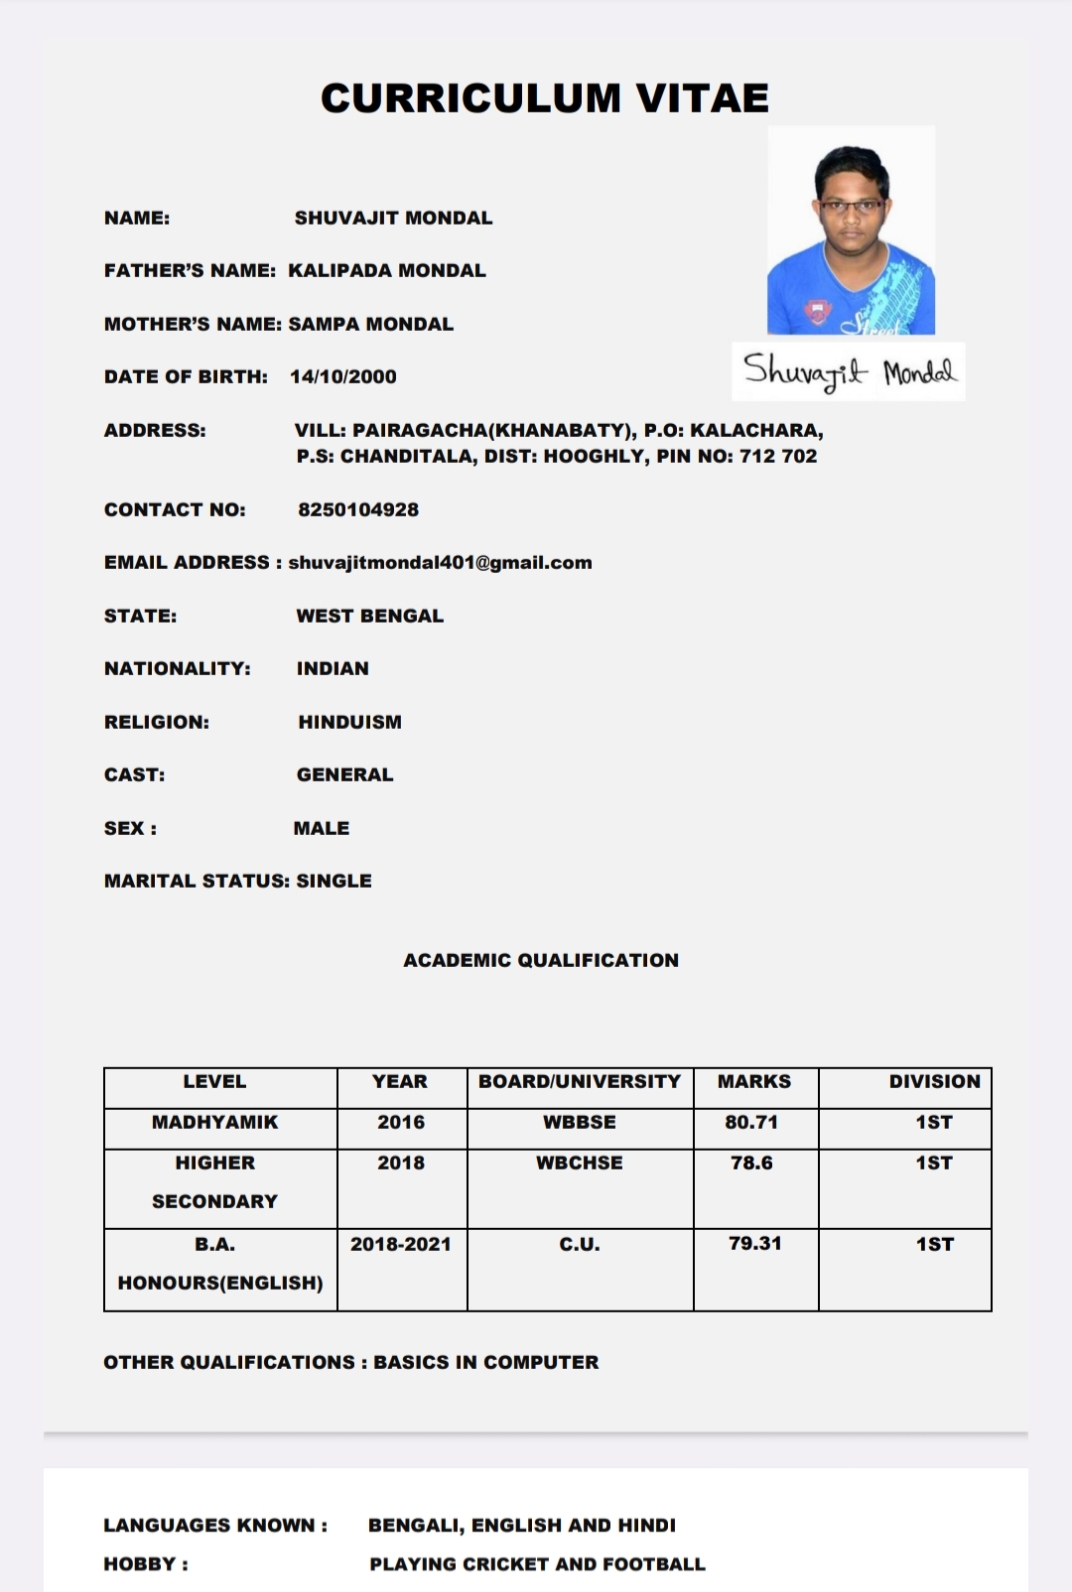 CURRICULUM VITAE
NAME: SHUVAJIT MONDAL
FATHER'S NAME: KALIPADA MONDAL
MOTHER'S NAME: SAMPA MONDAL
DATE OF BIRTH: 14/10/2000
Street
Shuvajit Mondal
ADDRESS: VILL: PAIRAGACHA(KHANABATY), P.O: KALACHARA,
P.S: CHANDITALA, DIST: HOOGHLY, PIN NO: 712 702
CONTACT NO: 8250104928
EMAIL ADDRESS : shuvajitmondal401@gmail.com
STATE: WEST BENGAL
NATIONALITY: INDIAN
RELIGION: HINDUISM
CAST: GENERAL
SEX : MALE
MARITAL STATUS: SINGLE
ACADEMIC QUALIFICATION
LEVEL YEAR BOARD/UNIVERSITY MARKS DIVISION
MADHYAMIK 2016 WBBSE 80.71 1ST
HIGHER 2018 WBCHSE 78.6 1ST
SECONDARY
B.A. 2018-2021 C.U. 79.31 1ST
HONOURS(ENGLISH)
OTHER QUALIFICATIONS : BASICS IN COMPUTER
LANGUAGES KNOWN : BENGALI, ENGLISH AND HINDI
HOBBY : PLAYING CRICKET AND FOOTBALL